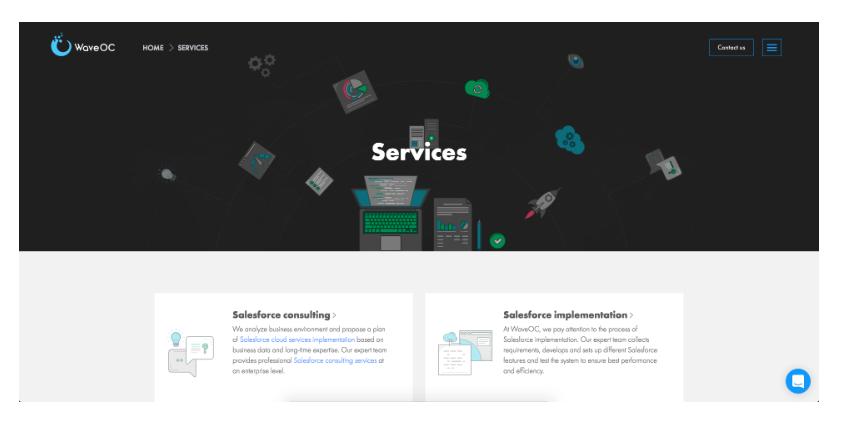 WaveOC
HOME > SERVICES
Contact us
Services
Salesforce consulting >
We analyze business environment and propose a plan
of Salesforce cloud services implementation based on
business data and long-time expertise. Our expert team
provides professional Salesforce consulting services at
an enterprise level.
Salesforce implementation >
At WaveOC, we pay attention to the process of
Salesforce implementation. Our expert team collects
requirements, develops and sets up different Salesforce
features and test the system to ensure best performance
and efficiency.